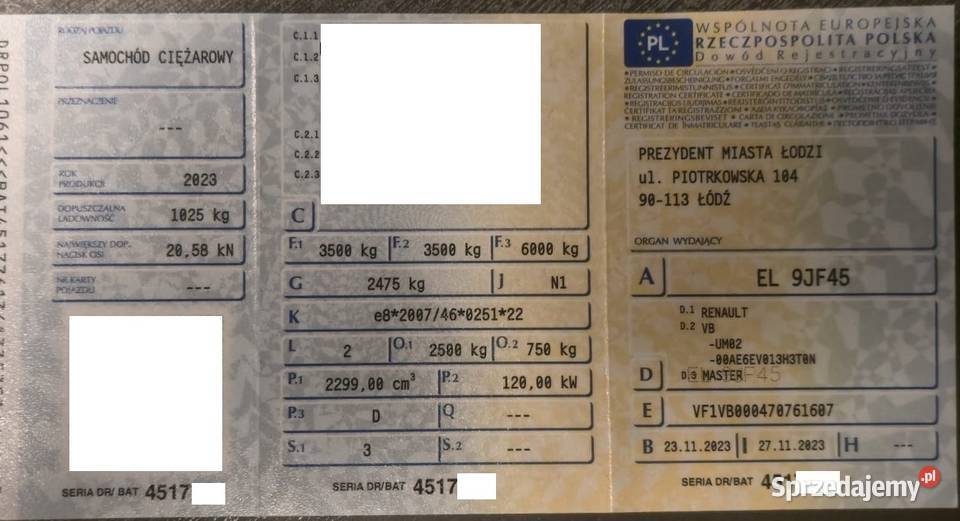 RODZAJ POJAZDU
SAMOCHÓD CIĘŻAROWY
PRZEZNACZENIE
---
ROK PRODUKCJI 2023
DOPUSZCZALNA ŁADOWNOŚĆ 1025 kg
NAJWIĘKSZY DOP. NACISK OSI 20,58 kN
NR KARTY POJAZDU ---
SERIA DR/BAT 4517
C.1.1
C.1.2
C.1.3
C.2.1
C.2.2
C.2.3
C
F.1 3500 kg F.2 3500 kg F.3 6000 kg
G 2475 kg J N1
K e8*2007/46*0251*22
L 2 O.1 2500 kg O.2 750 kg
P.1 2299,00 cm³ P.2 120,00 kW
P.3 D Q ---
S.1 3 S.2 ---
SERIA DR/BAT 4517
PL
WSPÓLNOTA EUROPEJSKA
RZECZPOSPOLITA POLSKA
Dowód Rejestracyjny
PREZYDENT MIASTA ŁODZI
ul. PIOTRKOWSKA 104
90-113 ŁÓDŹ
ORGAN WYDAJĄCY
A EL 9JF45
D.1 RENAULT
D.2 VB
-UM02
-00AE6EV013H3T0N
D D.3 MASTER
E VF1VB000470761607
B 23.11.2023 I 27.11.2023 H ---
SERIA DR/BAT 451
Sprzedajemy.pl